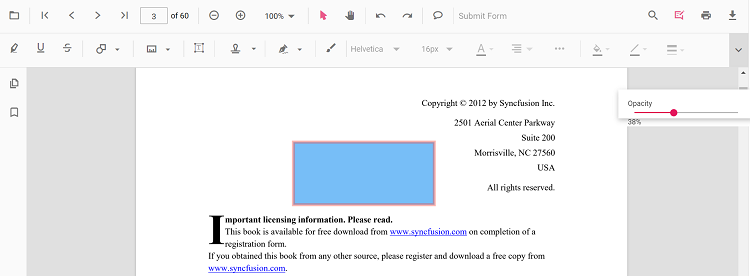 3 of 60 100% Submit Form
Helvetica 16px
Opacity
38%
Copyright © 2012 by Syncfusion Inc.
2501 Aerial Center Parkway
Suite 200
Morrisville, NC 27560
USA
All rights reserved.
Important licensing information. Please read.
This book is available for free download from www.syncfusion.com on completion of a
registration form.
If you obtained this book from any other source, please register and download a free copy from
www.syncfusion.com.